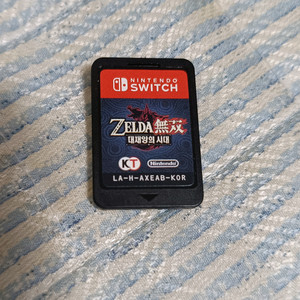 NINTENDO
SWITCH
ZELDA無双
대재앙의 시대
KT Nintendo
LA-H-AXEAB-KOR